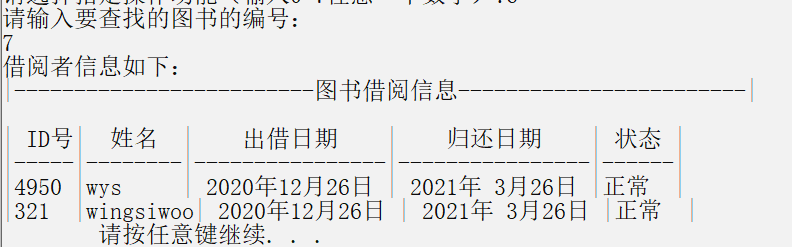 请输入要查找的图书的编号：
7
借阅者信息如下：
|-------------------------图书借阅信息------------------------|
| ID号| 姓名 | 出借日期 | 归还日期 | 状态 |
|-----|--------|----------------|----------------|------|
|4950 |wys | 2020年12月26日 | 2021年 3月26日 |正常 |
|321 |wingsiwoo| 2020年12月26日 | 2021年 3月26日 |正常 |
请按任意键继续. . .